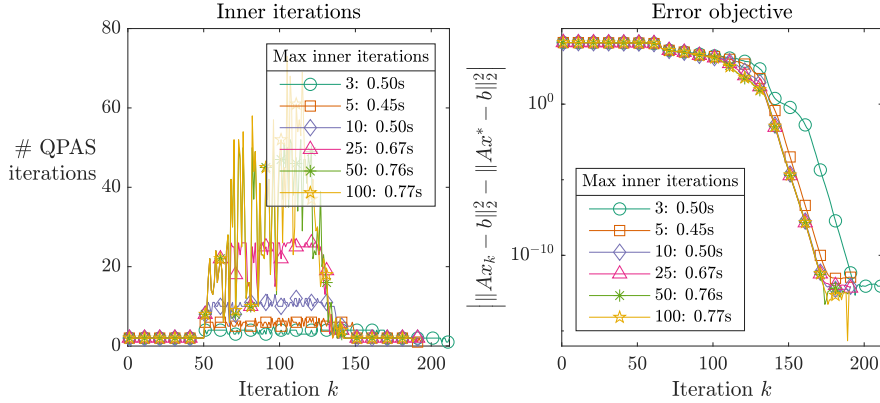 Inner iterations
80
60
40
20
0
# QPAS
iterations
0
50
100
150
200
Iteration k
Max inner iterations
3: 0.50s
5: 0.45s
10: 0.50s
25: 0.67s
50: 0.76s
100: 0.77s
Error objective
10^0
10^-10
|‖Ax_k − b‖_2^2 − ‖Ax^* − b‖_2^2|
0
50
100
150
200
Iteration k
Max inner iterations
3: 0.50s
5: 0.45s
10: 0.50s
25: 0.67s
50: 0.76s
100: 0.77s